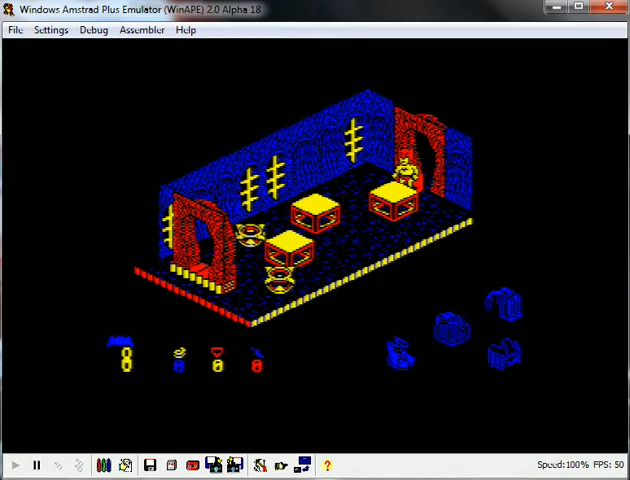 Windows Amstrad Plus Emulator (WinAPE) 2.0 Alpha 18
File Settings Debug Assembler Help
8 0 0 0
? Speed:100% FPS: 50